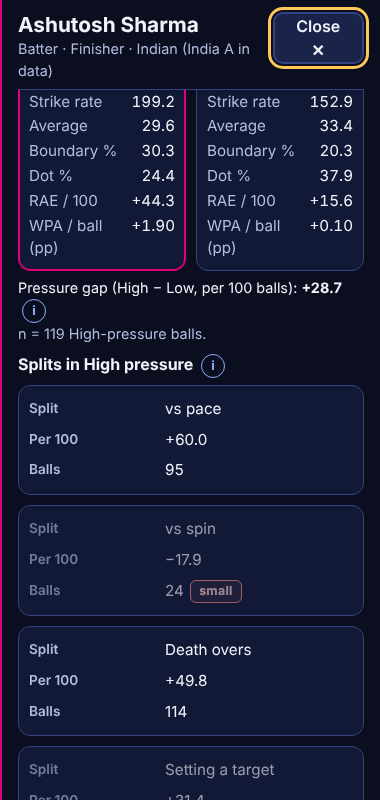 Ashutosh Sharma
Batter · Finisher · Indian (India A in
data)
Close
×
Strike rate 199.2
Average 29.6
Boundary % 30.3
Dot % 24.4
RAE / 100 +44.3
WPA / ball +1.90
(pp)
Strike rate 152.9
Average 33.4
Boundary % 20.3
Dot % 37.9
RAE / 100 +15.6
WPA / ball +0.10
(pp)
Pressure gap (High − Low, per 100 balls): +28.7
i
n = 119 High-pressure balls.
Splits in High pressure i
Split vs pace
Per 100 +60.0
Balls 95
Split vs spin
Per 100 −17.9
Balls 24 small
Split Death overs
Per 100 +49.8
Balls 114
Split Setting a target
Per 100 +31.4